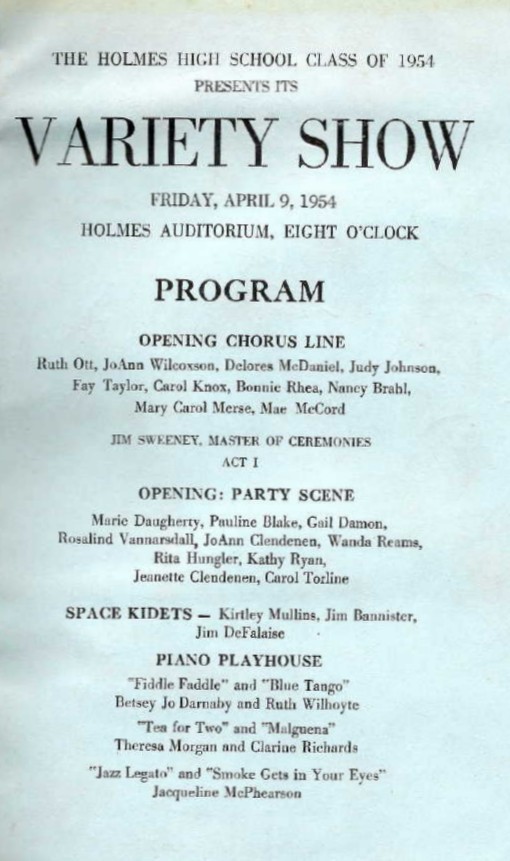 THE HOLMES HIGH SCHOOL CLASS OF 1954
PRESENTS ITS
VARIETY SHOW
FRIDAY, APRIL 9, 1954
HOLMES AUDITORIUM, EIGHT O'CLOCK
PROGRAM
OPENING CHORUS LINE
Ruth Ott, JoAnn Wilcoxson, Delores McDaniel, Judy Johnson,
Fay Taylor, Carol Knox, Bonnie Rhea, Nancy Brahl,
Mary Carol Merse, Mae McCord
JIM SWEENEY, MASTER OF CEREMONIES
ACT I
OPENING: PARTY SCENE
Marie Daugherty, Pauline Blake, Gail Damon,
Rosalind Vannarsdall, JoAnn Clendenen, Wanda Reams,
Rita Hungler, Kathy Ryan,
Jeanette Clendenen, Carol Torline
SPACE KIDETS — Kirtley Mullins, Jim Bannister,
Jim DeFalaise
PIANO PLAYHOUSE
"Fiddle Faddle" and "Blue Tango"
Betsey Jo Darnaby and Ruth Wilhoyte
"Tea for Two" and "Malguena"
Theresa Morgan and Clarine Richards
"Jazz Legato" and "Smoke Gets in Your Eyes"
Jacqueline McPhearson